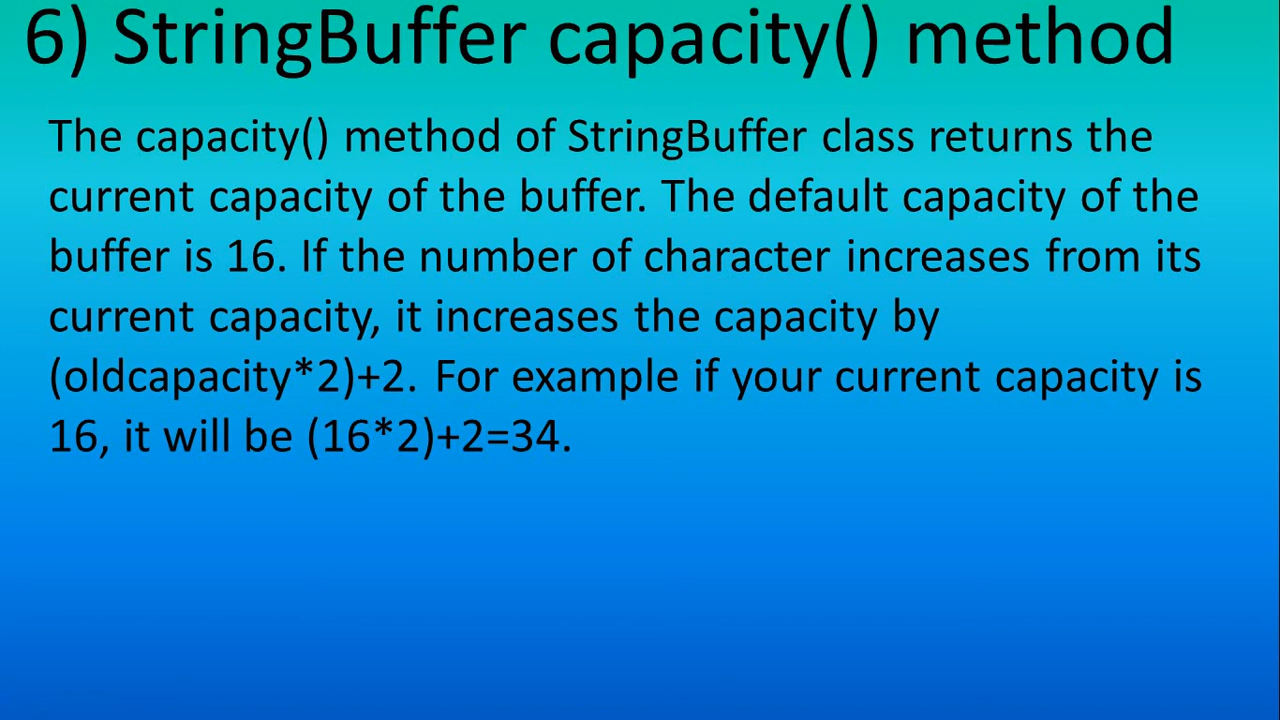 6) StringBuffer capacity() method
The capacity() method of StringBuffer class returns the
current capacity of the buffer. The default capacity of the
buffer is 16. If the number of character increases from its
current capacity, it increases the capacity by
(oldcapacity*2)+2. For example if your current capacity is
16, it will be (16*2)+2=34.